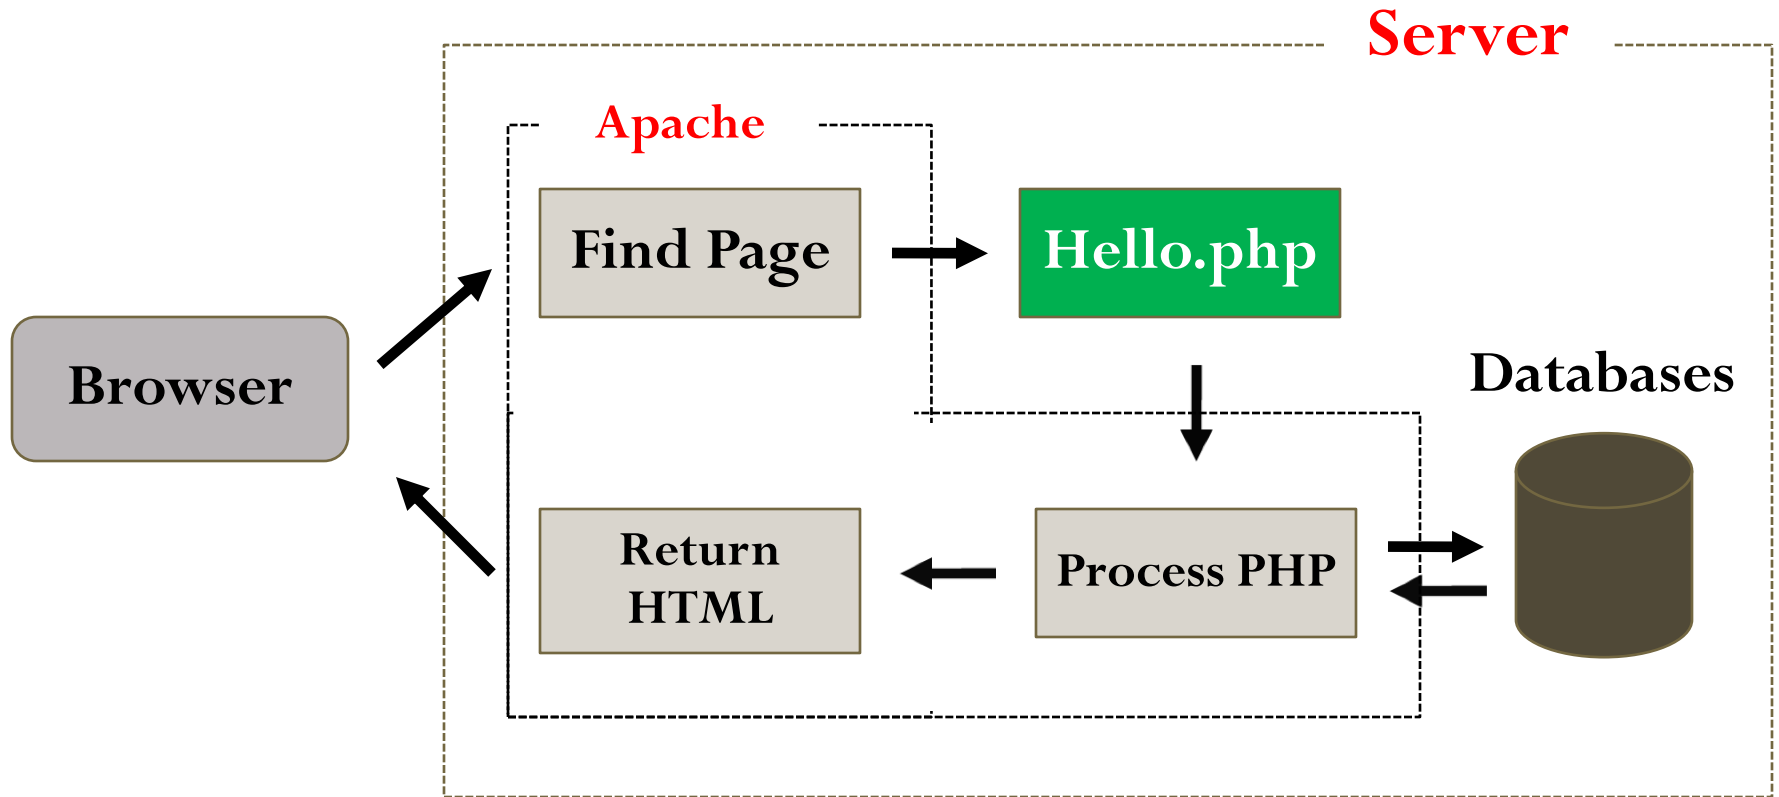 Server
Apache
Find Page
Hello.php
Browser
Databases
Return
HTML
Process PHP